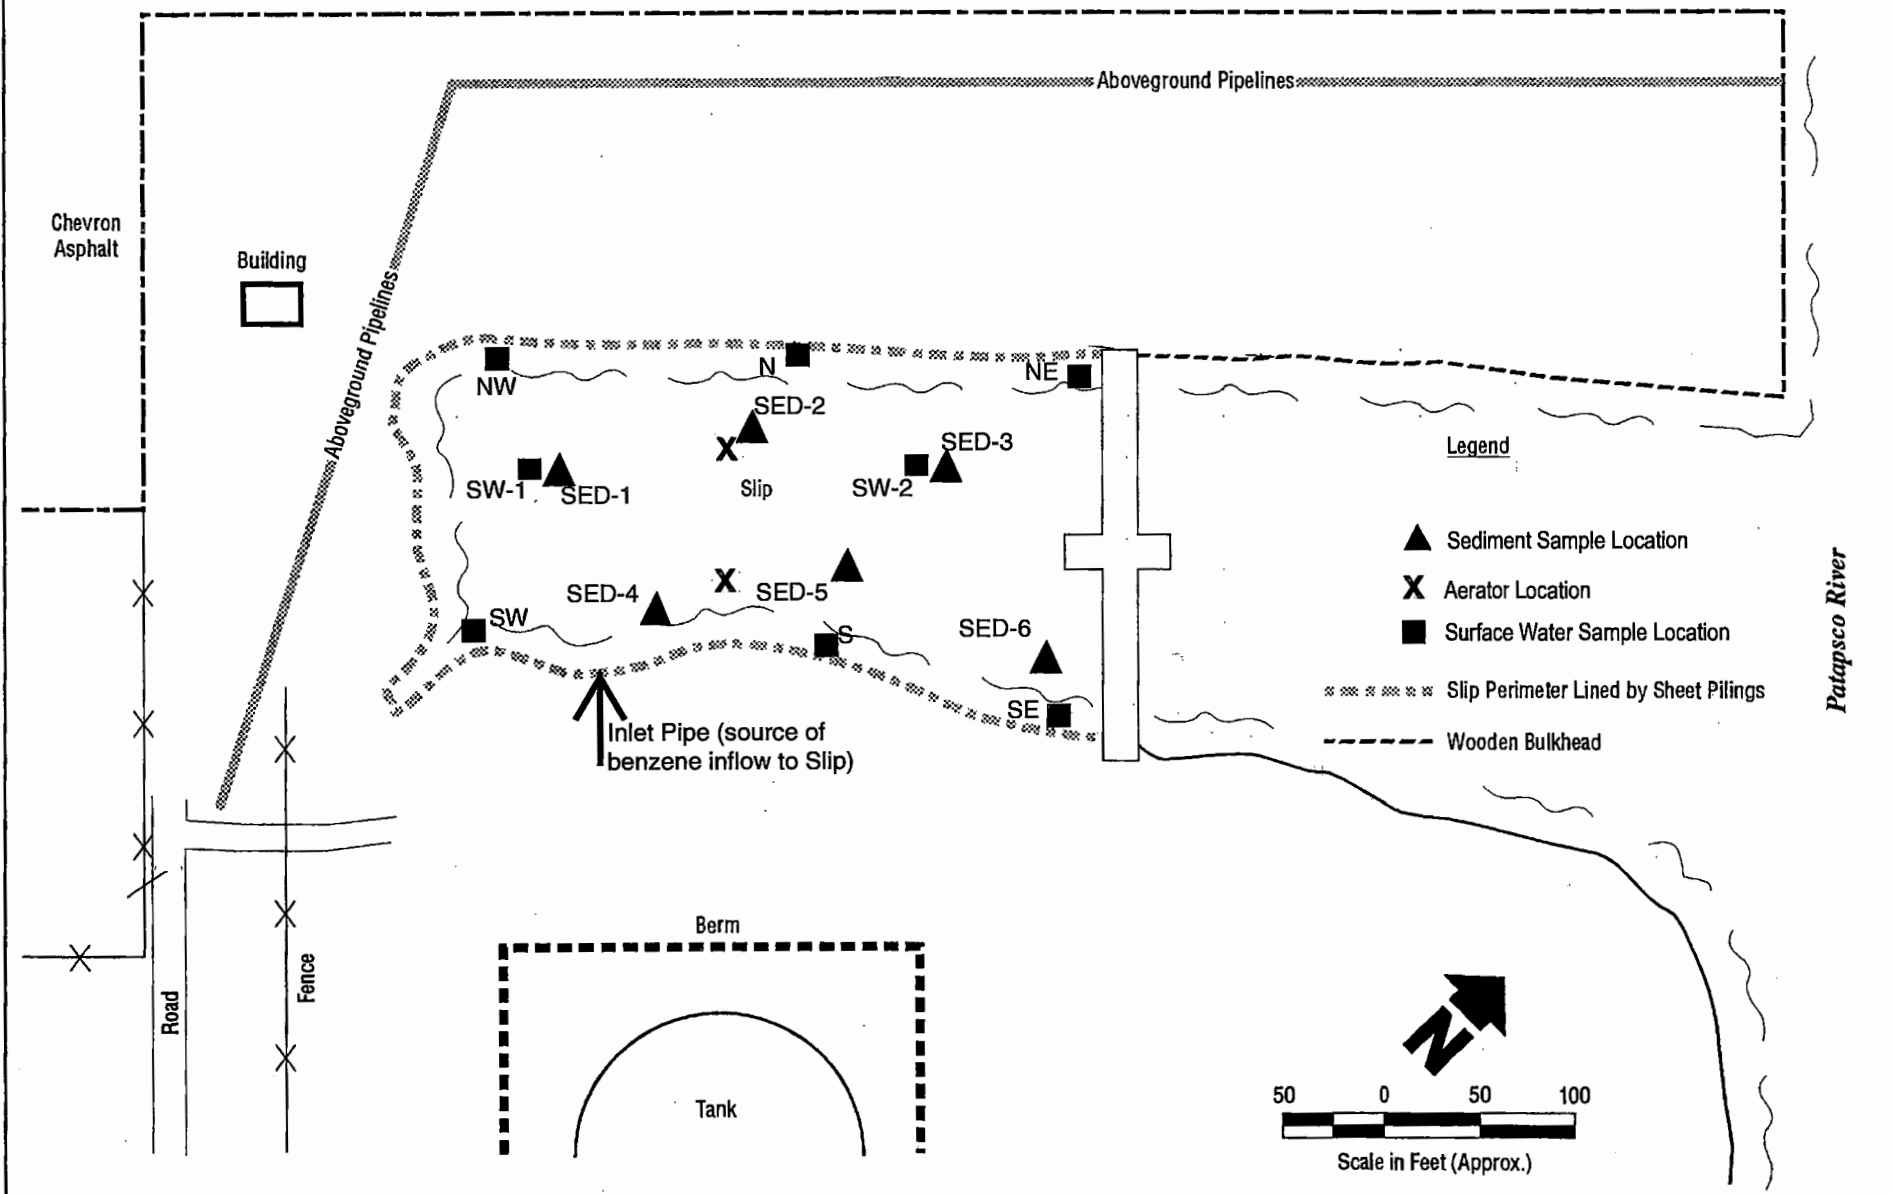 Aboveground Pipelines
Chevron
Asphalt
Building
Aboveground Pipelines
N
NW
NE
SED-2
X
SED-3
Legend
SW-1
SED-1
Slip
SW-2
Sediment Sample Location
X
SED-4
SED-5
X
Aerator Location
SW
S
SED-6
Surface Water Sample Location
Patapsco River
Slip Perimeter Lined by Sheet Pilings
SE
Inlet Pipe (source of
benzene inflow to Slip)
Wooden Bulkhead
Berm
Fence
Road
N
Tank
50 0 50 100
Scale in Feet (Approx.)